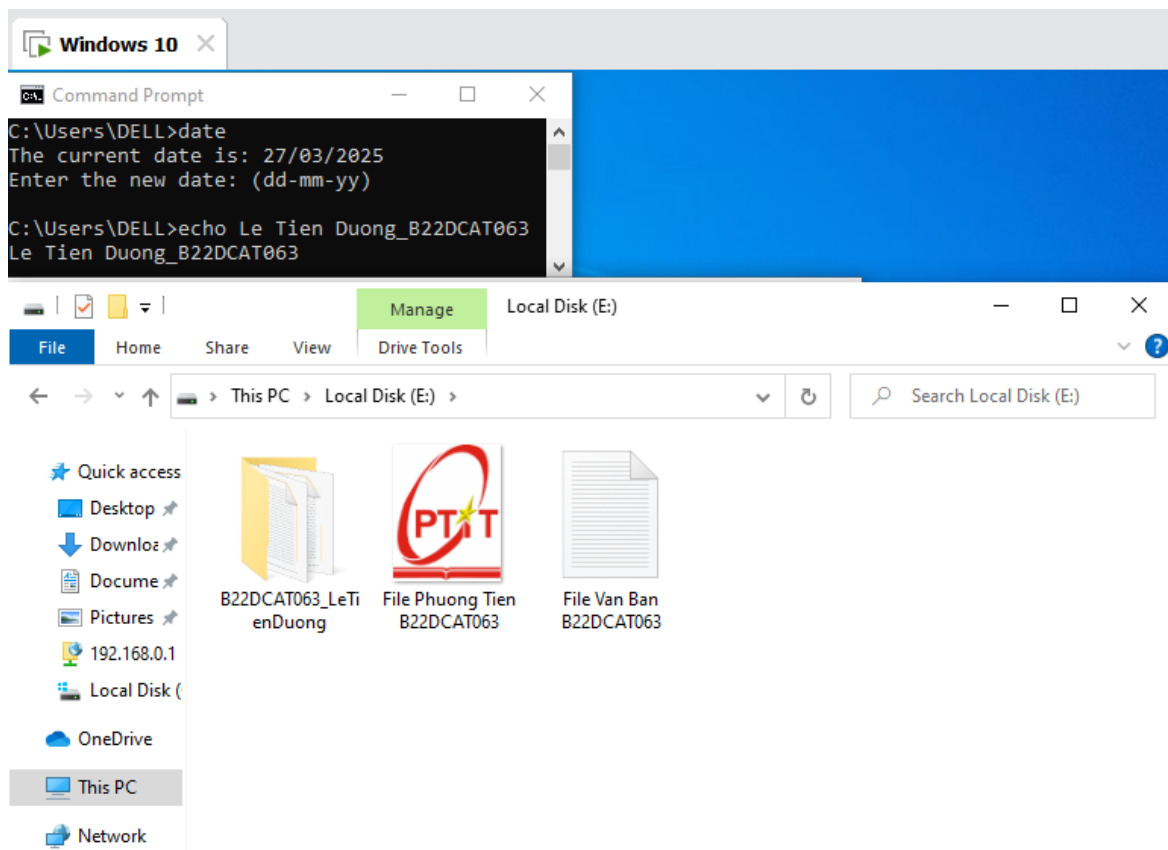 Windows 10
Command Prompt
C:\Users\DELL>date
The current date is: 27/03/2025
Enter the new date: (dd-mm-yy)
C:\Users\DELL>echo Le Tien Duong_B22DCAT063
Le Tien Duong_B22DCAT063
Manage
Local Disk (E:)
File
Home
Share
View
Drive Tools
This PC
Local Disk (E:)
Search Local Disk (E:)
Quick access
Desktop
Downloa
Docume
Pictures
192.168.0.1
Local Disk (
OneDrive
This PC
Network
B22DCAT063_LeTi
enDuong
PTiT
File Phuong Tien
B22DCAT063
File Van Ban
B22DCAT063